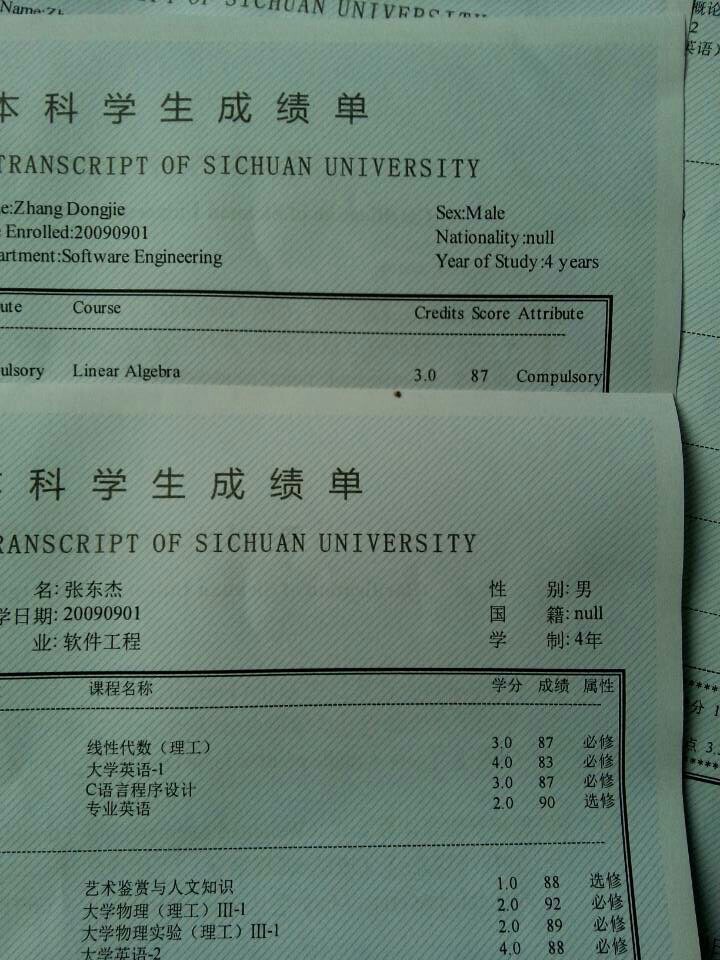 Name:Zh
OF SICHUAN UNIVERSITY
概论
2
英语）
本科学生成绩单
TRANSCRIPT OF SICHUAN UNIVERSITY
e:Zhang Dongjie Sex:Male
Enrolled:20090901 Nationality:null
artment:Software Engineering Year of Study:4 years
ute Course Credits Score Attribute
ulsory Linear Algebra 3.0 87 Compulsory
科学生成绩单
RANSCRIPT OF SICHUAN UNIVERSITY
名: 张东杰 性 别: 男
学日期: 20090901 国 籍: null
业: 软件工程 学 制: 4年
课程名称 学分 成绩 属性
线性代数（理工） 3.0 87 必修
大学英语-1 4.0 83 必修
C语言程序设计 3.0 87 必修
专业英语 2.0 90 选修
艺术鉴赏与人文知识 1.0 88 选修
大学物理（理工）III-1 2.0 92 必修
大学物理实验（理工）III-1 2.0 89 必修
大学英语-2 4.0 88 必修
*****
分 1
点 3.
*****